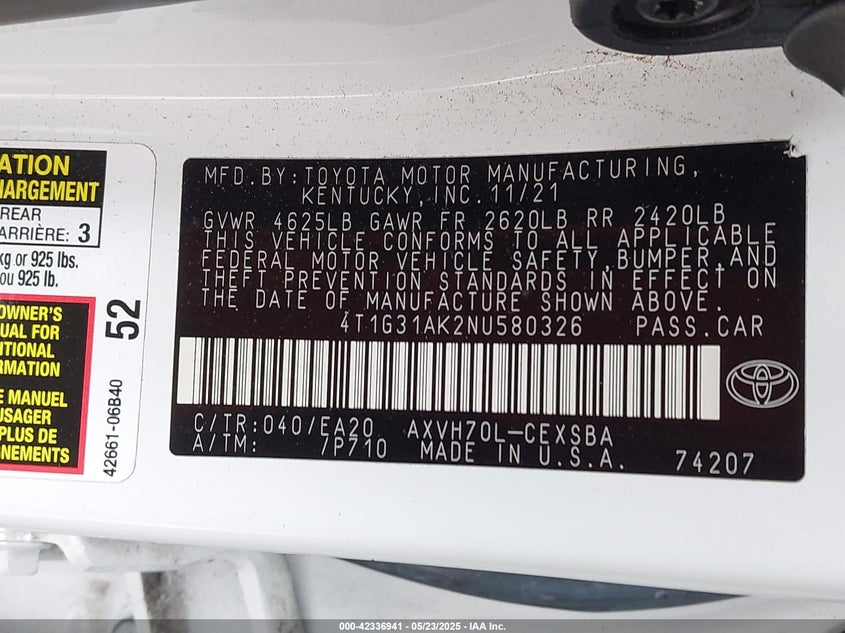 ATION
HARGEMENT
REAR
ARRIÈRE: 3
kg or 925 lbs.
ou 925 lb.
OWNER'S
UAL FOR
ITIONAL
ORMATION
E MANUEL
USAGER
PLUS DE
GNEMENTS
52
42661-06B40
MFD.BY:TOYOTA MOTOR MANUFACTURING,
KENTUCKY,INC.11/21
GVWR 4625LB GAWR FR 2620LB RR 2420LB
THIS VEHICLE CONFORMS TO ALL APPLICABLE
FEDERAL MOTOR VEHICLE SAFETY,BUMPER,AND
THEFT PREVENTION STANDARDS IN EFFECT ON
THE DATE OF MANUFACTURE SHOWN ABOVE.
4T1G31AK2NU580326 PASS.CAR
C/TR:040/EA20 AXVH70L-CEXSBA
A/TM: 7P710 MADE IN U.S.A. 74207
000-42336941 - 05/23/2025 - IAA Inc.